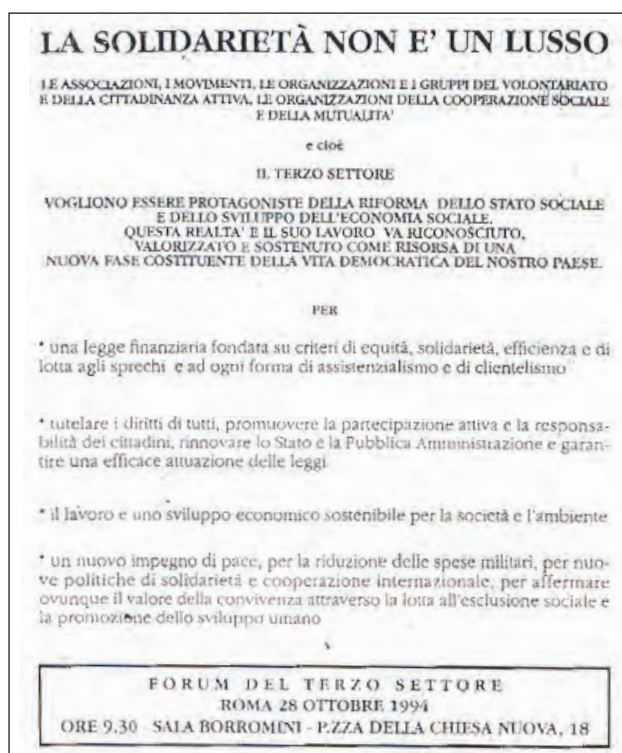 LA SOLIDARIETÀ NON E' UN LUSSO
LE ASSOCIAZIONI, I MOVIMENTI, LE ORGANIZZAZIONI E I GRUPPI DEL VOLONTARIATO
E DELLA CITTADINANZA ATTIVA, LE ORGANIZZAZIONI DELLA COOPERAZIONE SOCIALE
E DELLA MUTUALITA'
e cioè
IL TERZO SETTORE
VOGLIONO ESSERE PROTAGONISTE DELLA RIFORMA DELLO STATO SOCIALE
E DELLO SVILUPPO DELL'ECONOMIA SOCIALE.
QUESTA REALTA' E IL SUO LAVORO VA RICONOSCIUTO,
VALORIZZATO E SOSTENUTO COME RISORSA DI UNA
NUOVA FASE COSTITUENTE DELLA VITA DEMOCRATICA DEL NOSTRO PAESE.
PER
* una legge finanziaria fondata su criteri di equità, solidarietà, efficienza e di
lotta agli sprechi e ad ogni forma di assistenzialismo e di clientelismo
* tutelare i diritti di tutti, promuovere la partecipazione attiva e la responsa-
bilità dei cittadini, rinnovare lo Stato e la Pubblica Amministrazione e garan-
tire una efficace attuazione delle leggi
* il lavoro e uno sviluppo economico sostenibile per la società e l'ambiente
* un nuovo impegno di pace, per la riduzione delle spese militari, per nuo-
ve politiche di solidarietà e cooperazione internazionale, per affermare
ovunque il valore della convivenza attraverso la lotta all'esclusione sociale e
la promozione dello sviluppo umano
FORUM DEL TERZO SETTORE
ROMA 28 OTTOBRE 1994
ORE 9.30 - SALA BORROMINI - P.ZZA DELLA CHIESA NUOVA, 18